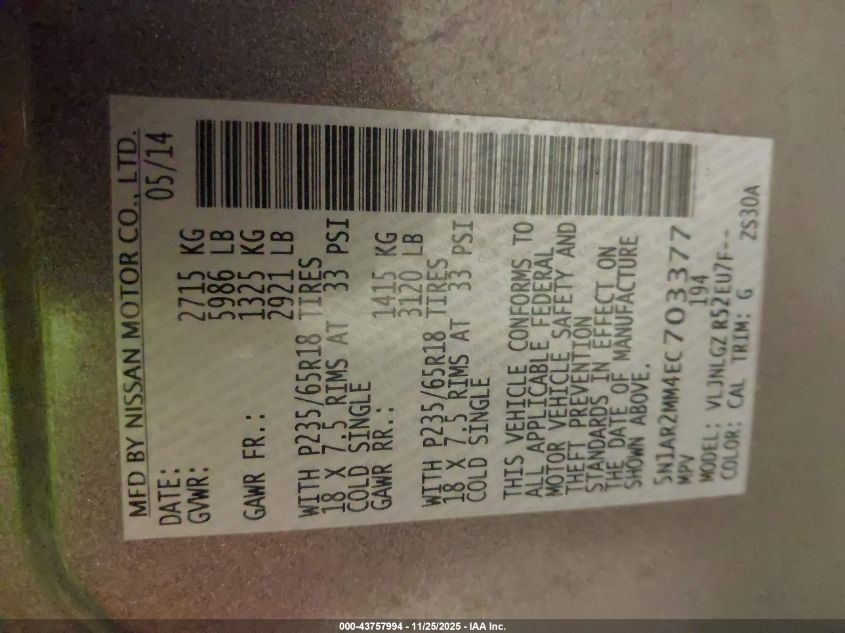 MFD BY NISSAN MOTOR CO., LTD.
DATE: 05/14
GVWR: 2715 KG
5986 LB
GAWR FR.: 1325 KG
2921 LB
WITH P235/65R18 TIRES
18 X 7.5 RIMS AT 33 PSI
COLD SINGLE
GAWR RR.: 1415 KG
3120 LB
WITH P235/65R18 TIRES
18 X 7.5 RIMS AT 33 PSI
COLD SINGLE
THIS VEHICLE CONFORMS TO
ALL APPLICABLE FEDERAL
MOTOR VEHICLE SAFETY AND
THEFT PREVENTION
STANDARDS IN EFFECT ON
THE DATE OF MANUFACTURE
SHOWN ABOVE.
5N1AR2MM4EC703377
MPV 194
MODEL: VLJNLGZ R52EU7F--
COLOR: CAL TRIM: G ZS30A
000-43757994 - 11/25/2025 - IAA Inc.